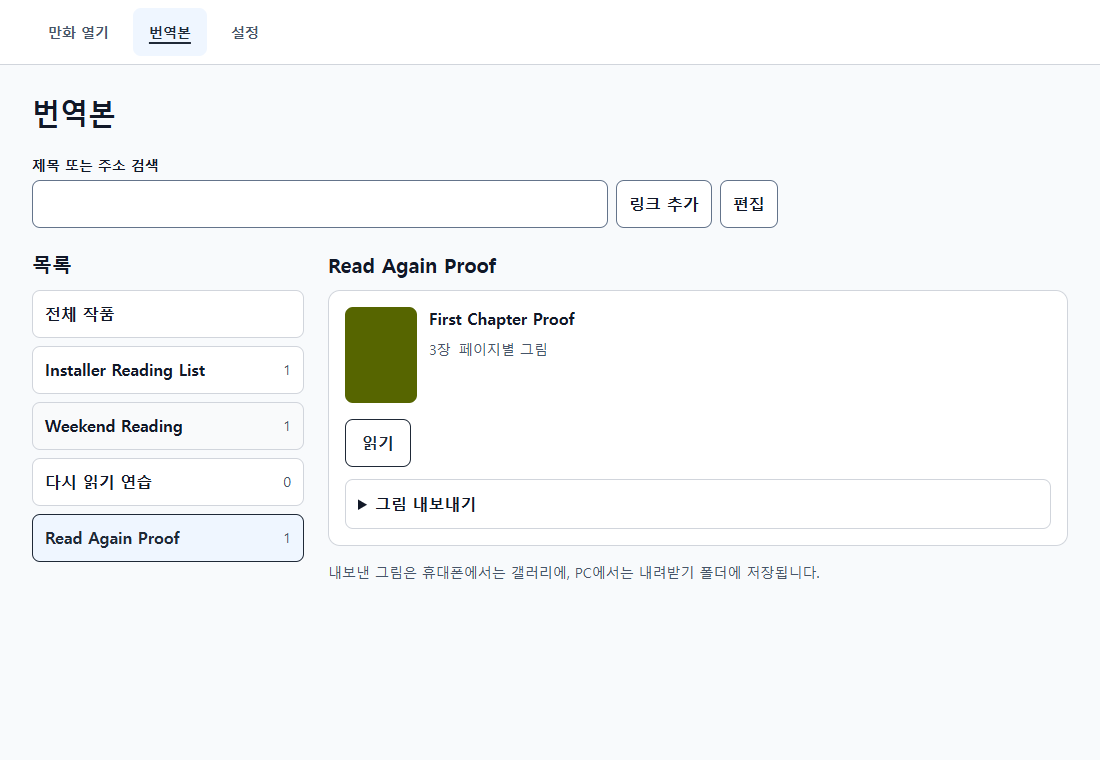 만화 열기
번역본
설정
번역본
제목 또는 주소 검색
링크 추가
편집
목록
전체 작품
Installer Reading List 1
Weekend Reading 1
다시 읽기 연습 0
Read Again Proof 1
Read Again Proof
First Chapter Proof
3장 페이지별 그림
읽기
▶ 그림 내보내기
내보낸 그림은 휴대폰에서는 갤러리에, PC에서는 내려받기 폴더에 저장됩니다.